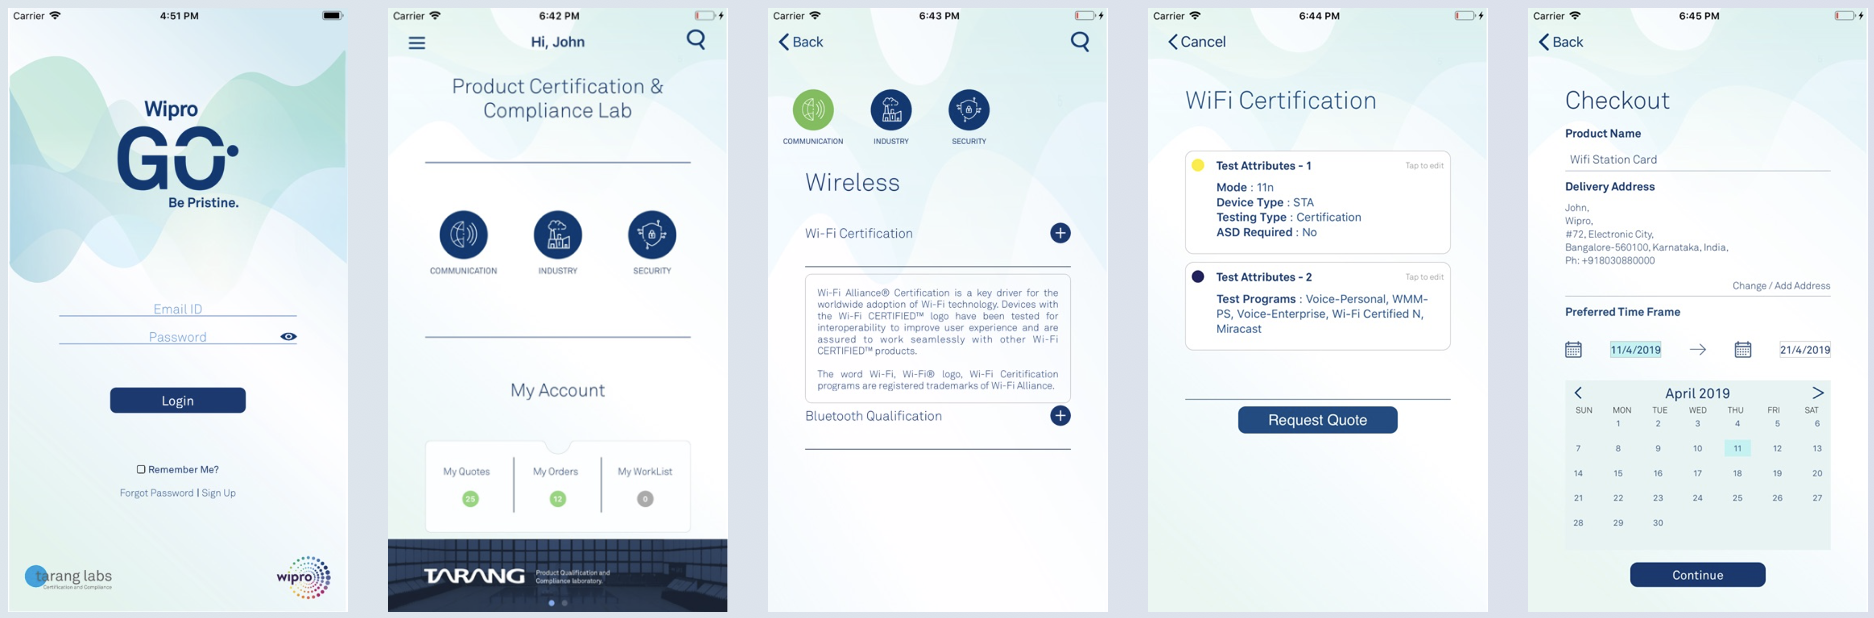 Carrier 4:51 PM
Wipro
GO
Be Pristine.
Email ID
Password
Login
Remember Me?
Forgot Password | Sign Up
tarang labs
Certification and Compliance
wipro
Carrier 6:42 PM
Hi, John
Product Certification &
Compliance Lab
COMMUNICATION INDUSTRY SECURITY
My Account
My Quotes My Orders My WorkList
25 12 0
TARANG Product Qualification and
Compliance laboratory.
Carrier 6:43 PM
Back
COMMUNICATION INDUSTRY SECURITY
Wireless
Wi-Fi Certification
Wi-Fi Alliance® Certification is a key driver for the
worldwide adoption of Wi-Fi technology. Devices with
the Wi-Fi CERTIFIED™ logo have been tested for
interoperability to improve user experience and are
assured to work seamlessly with other Wi-Fi
CERTIFIED™ products.
The word Wi-Fi, Wi-Fi® logo, Wi-Fi Ceritification
programs are registered trademarks of Wi-Fi Alliance.
Bluetooth Qualification
Carrier 6:44 PM
Cancel
WiFi Certification
Test Attributes - 1 Tap to edit
Mode : 11n
Device Type : STA
Testing Type : Certification
ASD Required : No
Test Attributes - 2 Tap to edit
Test Programs : Voice-Personal, WMM-
PS, Voice-Enterprise, Wi-Fi Certified N,
Miracast
Request Quote
Carrier 6:45 PM
Back
Checkout
Product Name
Wifi Station Card
Delivery Address
John,
Wipro,
#72, Electronic City,
Bangalore-560100, Karnataka, India,
Ph: +918030880000
Change / Add Address
Preferred Time Frame
11/4/2019 21/4/2019
April 2019
SUN MON TUE WED THU FRI SAT
1 2 3 4 5 6
7 8 9 10 11 12 13
14 15 16 17 18 19 20
21 22 23 24 25 26 27
28 29 30
Continue